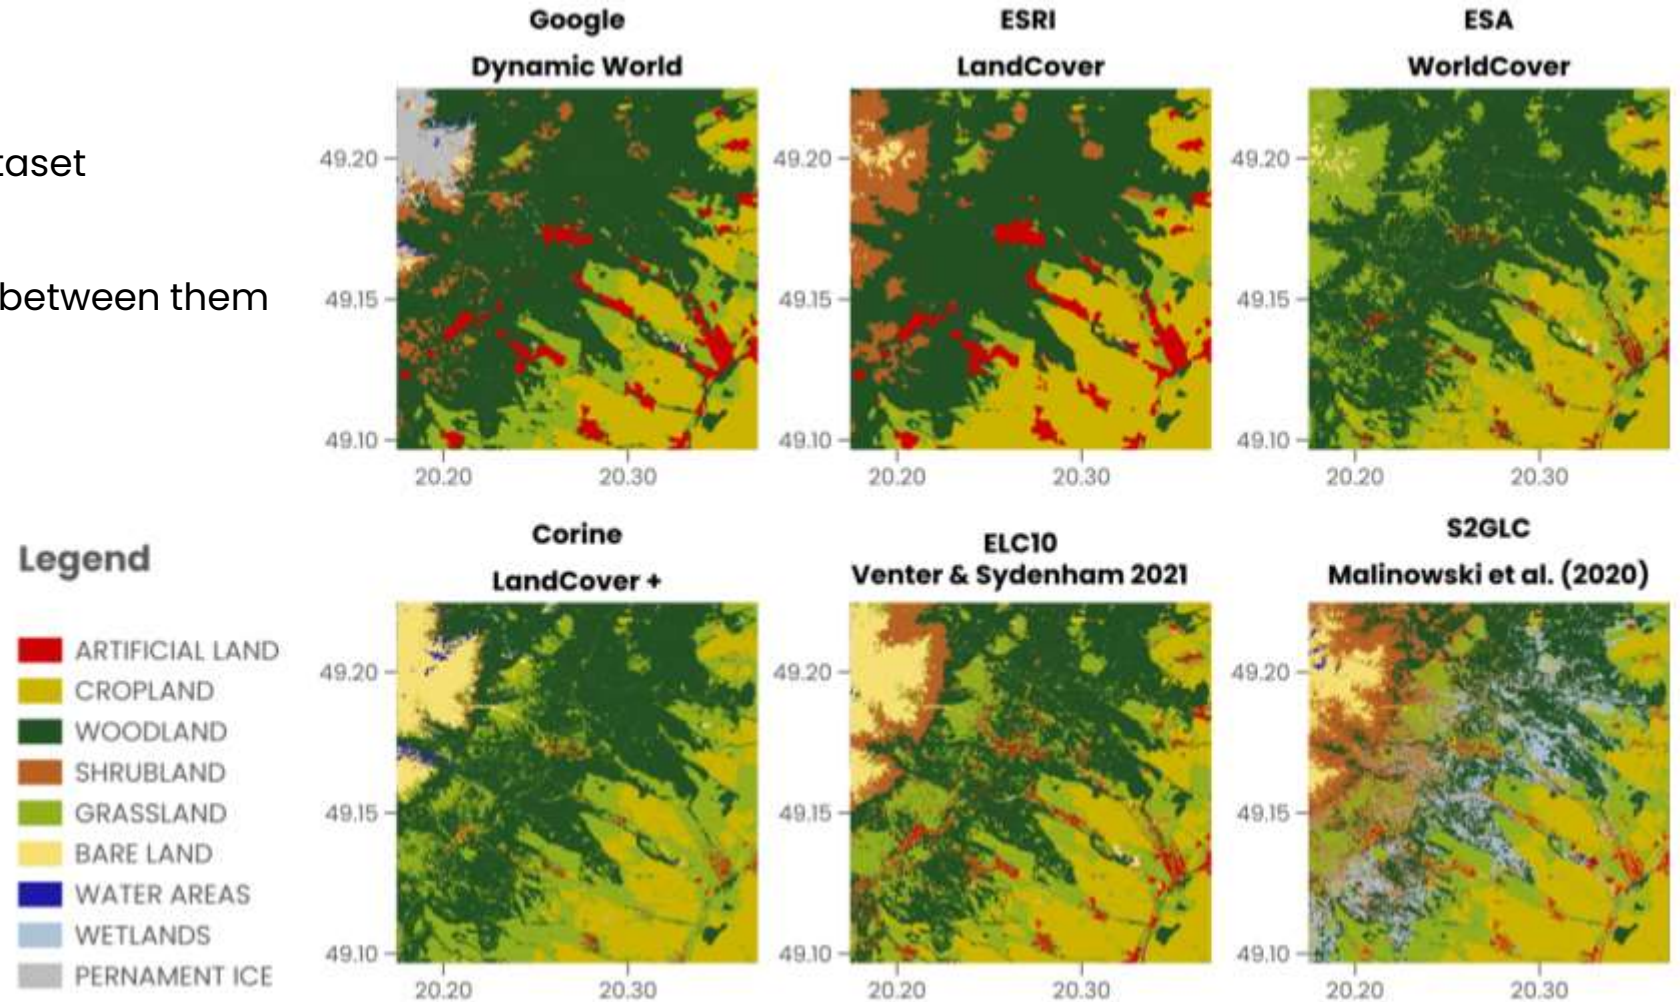 taset
between them
Google
Dynamic World
49.20
49.15
49.10
20.20 20.30
ESRI
LandCover
49.20
49.15
49.10
20.20 20.30
ESA
WorldCover
49.20
49.15
49.10
20.20 20.30
Legend
ARTIFICIAL LAND
CROPLAND
WOODLAND
SHRUBLAND
GRASSLAND
BARE LAND
WATER AREAS
WETLANDS
PERNAMENT ICE
Corine
LandCover +
49.20
49.15
49.10
20.20 20.30
ELC10
Venter & Sydenham 2021
49.20
49.15
49.10
20.20 20.30
S2GLC
Malinowski et al. (2020)
49.20
49.15
49.10
20.20 20.30